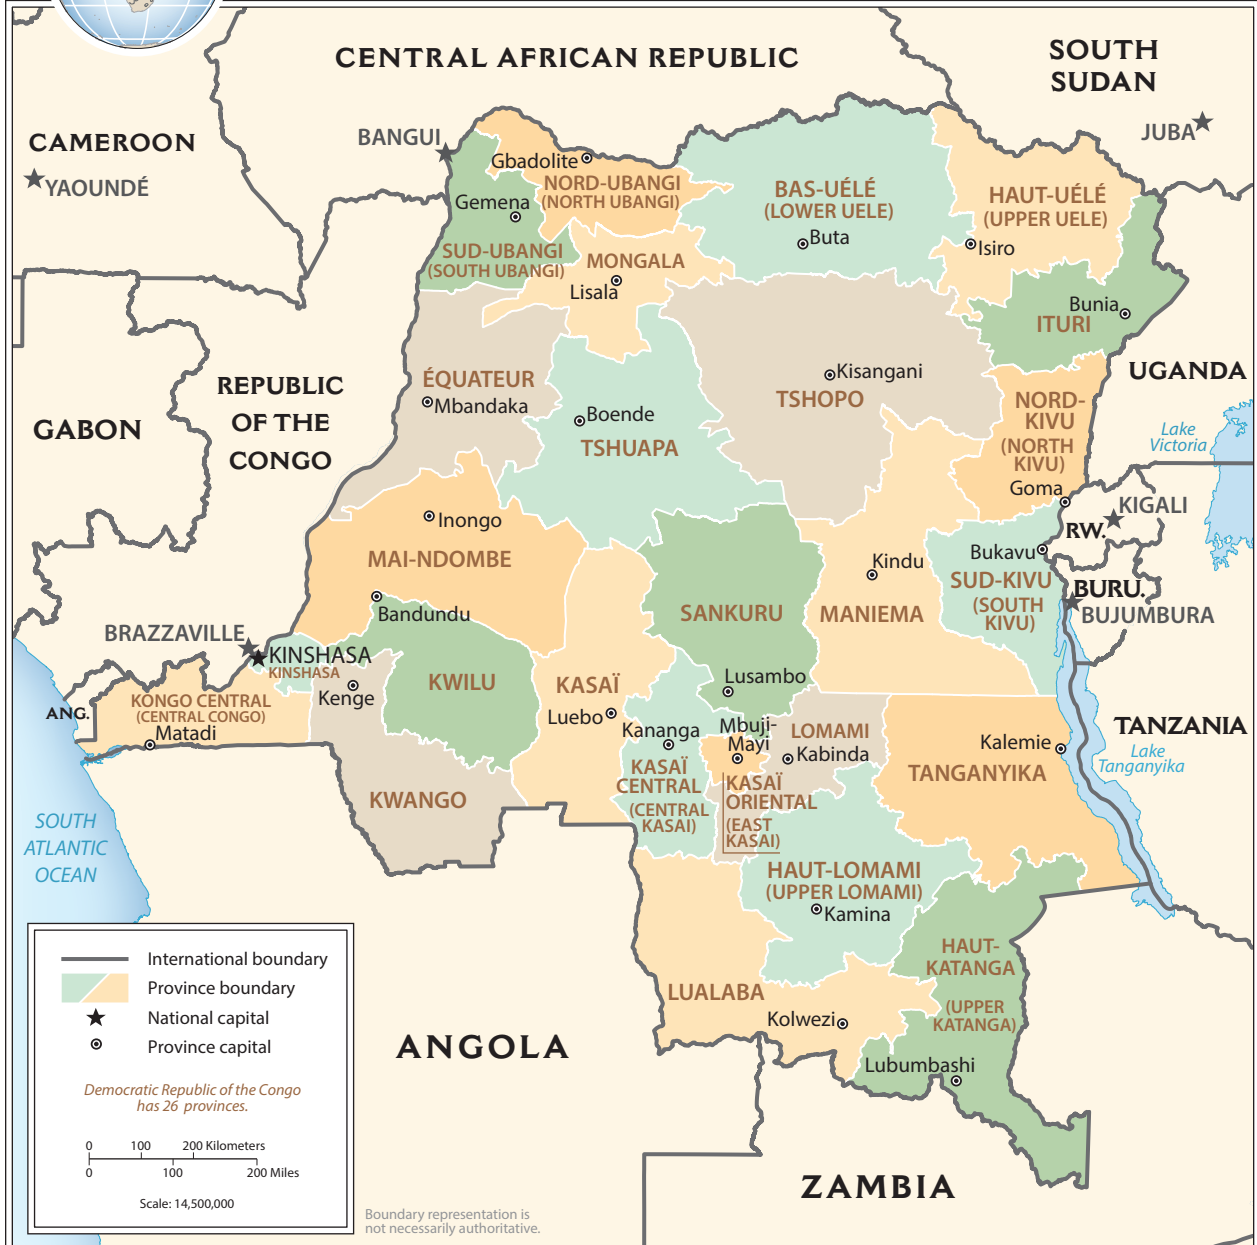 CENTRAL AFRICAN REPUBLIC
SOUTH
SUDAN
JUBA
CAMEROON
YAOUNDÉ
BANGUI
Gbadolite
NORD-UBANGI
(NORTH UBANGI)
Gemena
SUD-UBANGI
(SOUTH UBANGI)
BAS-UÉLÉ
(LOWER UELE)
Buta
HAUT-UÉLÉ
(UPPER UELE)
Isiro
MONGALA
Lisala
Bunia
ITURI
UGANDA
REPUBLIC
OF THE
CONGO
GABON
ÉQUATEUR
Mbandaka
Boende
TSHUAPA
Kisangani
TSHOPO
NORD-
KIVU
(NORTH
KIVU)
Goma
Lake
Victoria
KIGALI
RW.
Inongo
MAI-NDOMBE
Bandundu
SANKURU
Lusambo
Kindu
MANIEMA
Bukavu
SUD-KIVU
(SOUTH
KIVU)
BURU.
BUJUMBURA
BRAZZAVILLE
KINSHASA
KINSHASA
Kenge
KWILU
KASAÏ
Luebo
KONGO CENTRAL
(CENTRAL CONGO)
Matadi
ANG.
Kananga
KASAÏ
CENTRAL
(CENTRAL
KASAI)
Mbuji-
Mayi
KASAÏ
ORIENTAL
(EAST
KASAI)
LOMAMI
Kabinda
Kalemie
TANGANYIKA
TANZANIA
Lake
Tanganyika
KWANGO
SOUTH
ATLANTIC
OCEAN
HAUT-LOMAMI
(UPPER LOMAMI)
Kamina
HAUT-
KATANGA
(UPPER
KATANGA)
LUALABA
Kolwezi
Lubumbashi
ANGOLA
ZAMBIA
International boundary
Province boundary
National capital
Province capital
Democratic Republic of the Congo
has 26 provinces.
0 100 200 Kilometers
0 100 200 Miles
Scale: 14,500,000
Boundary representation is
not necessarily authoritative.